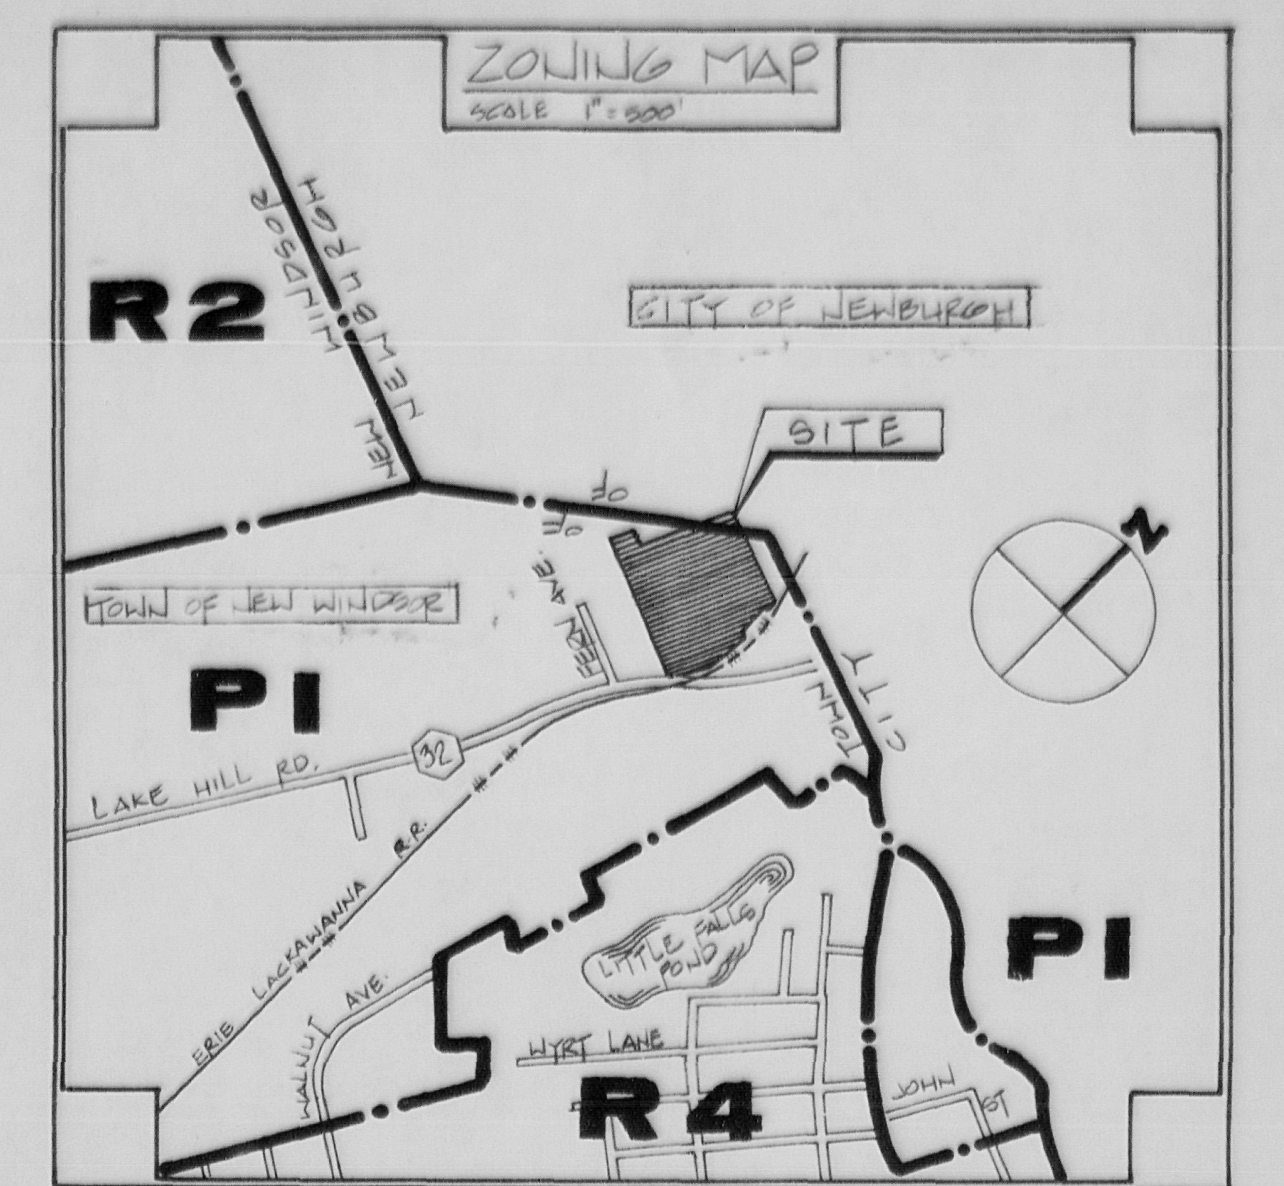 ZONING MAP
SCALE 1"=500'
NEW WINDSOR
NEWBURGH
R2
CITY OF NEWBURGH
SITE
OF
OF
N
TOWN OF NEW WINDSOR
FERN AVE.
P1
TOWN
CITY
32
LAKE HILL RD.
ERIE LACKAWANNA R.R.
LITTLE FALLS
POND
P1
WALNUT AVE.
WYRT LANE
R4
JOHN ST